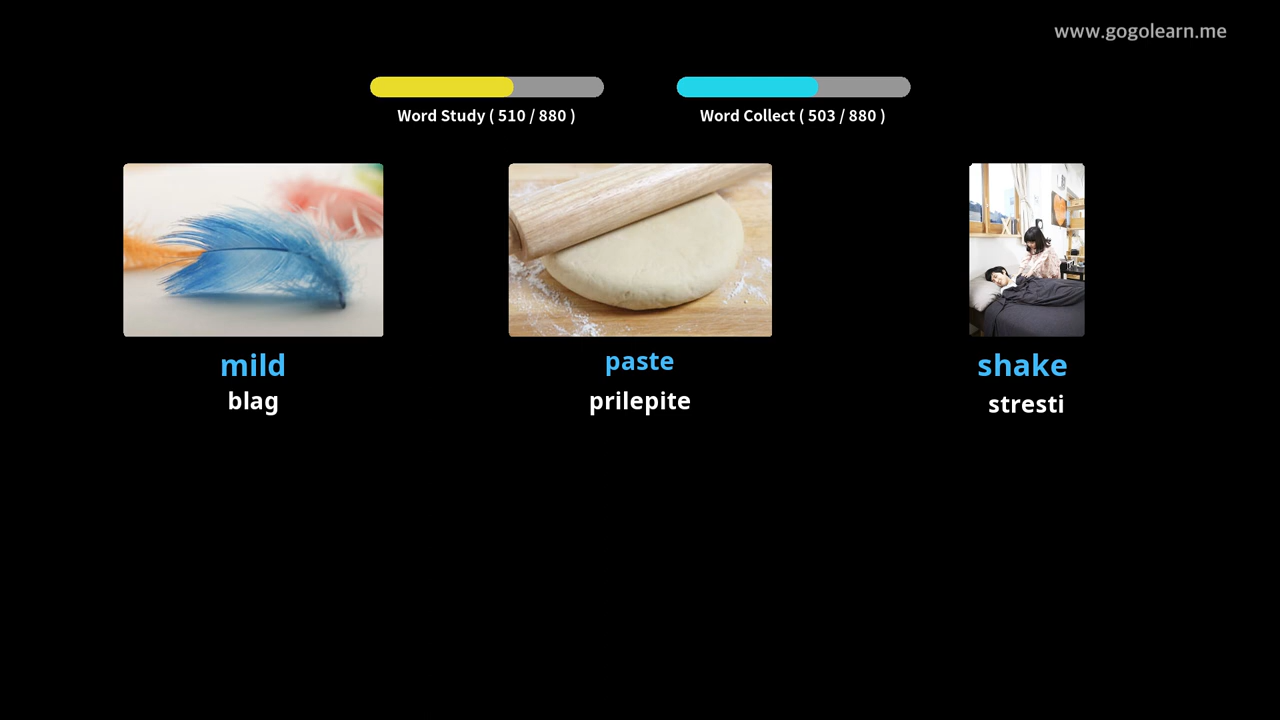 www.gogolearn.me
Word Study ( 510 / 880 )
Word Collect ( 503 / 880 )
mild
blag
paste
prilepite
shake
stresti